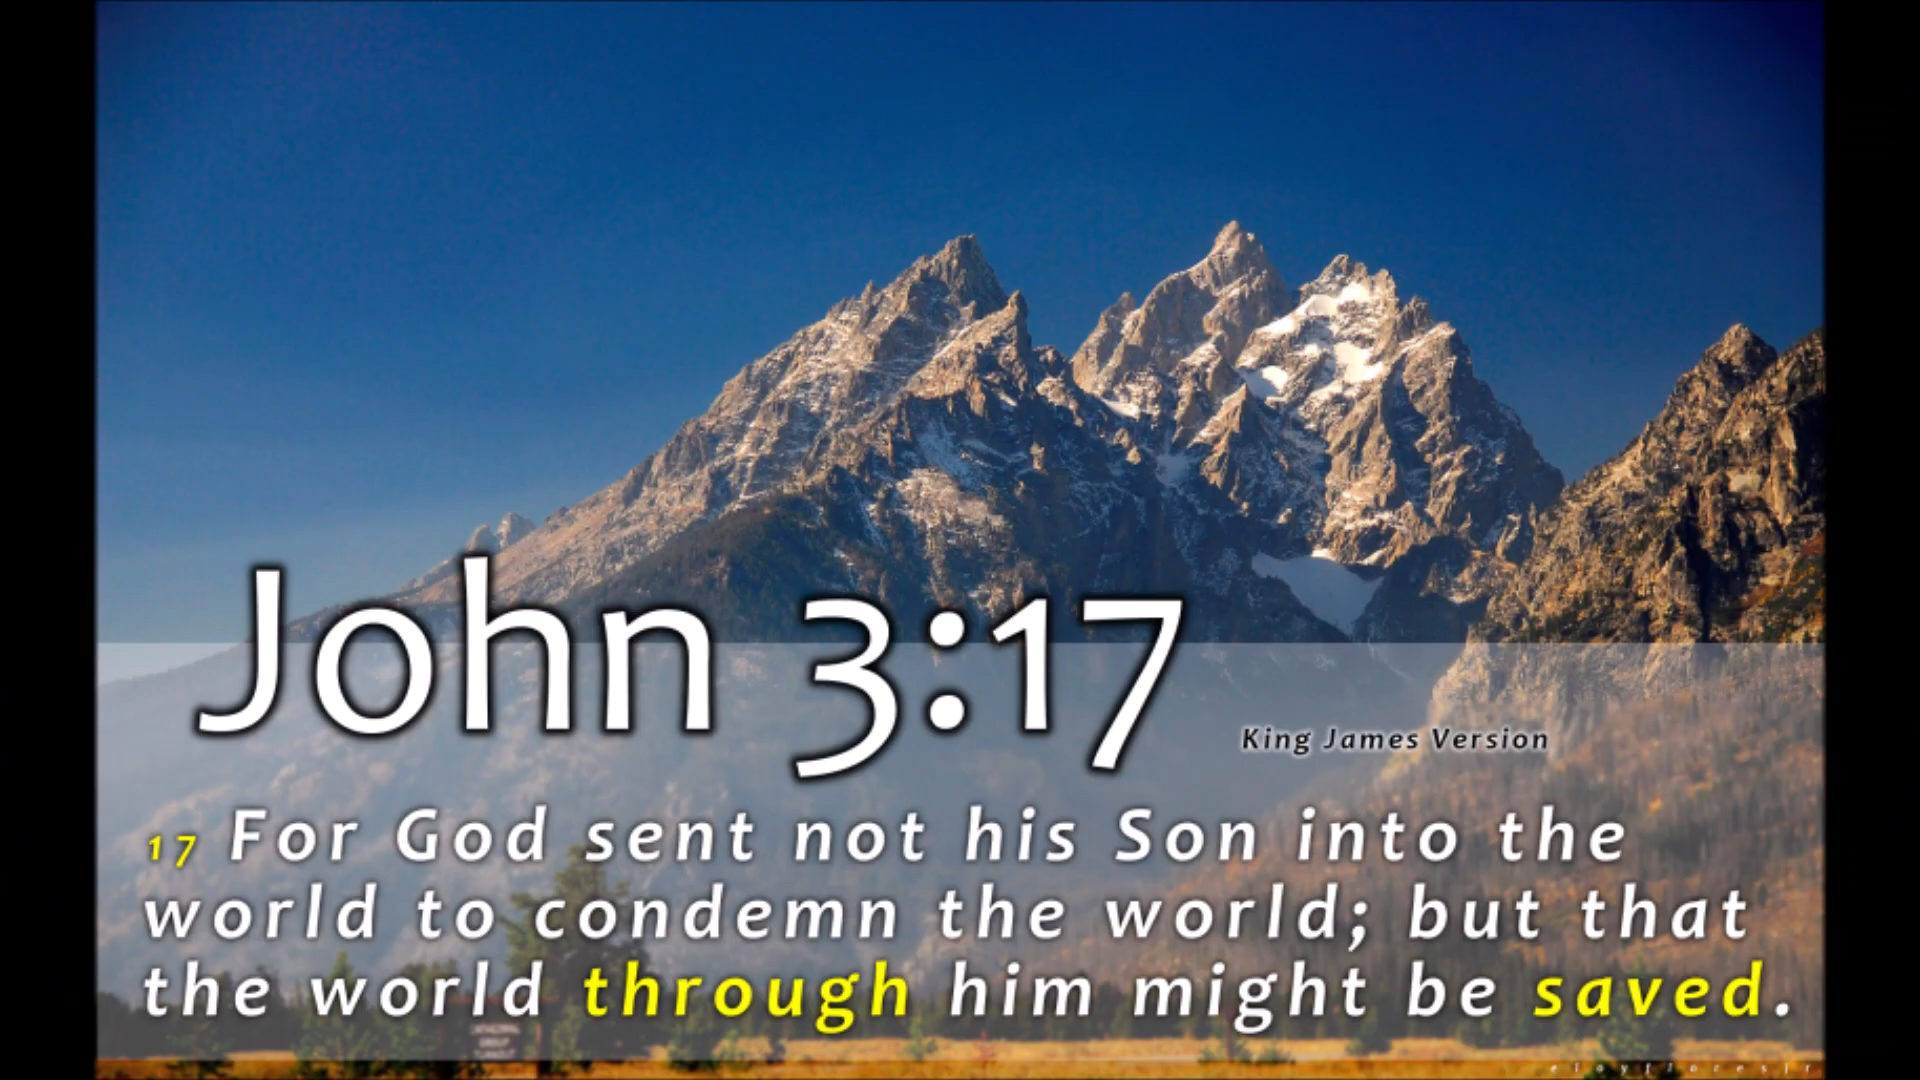 John 3:17
King James Version
17 For God sent not his Son into the
world to condemn the world; but that
the world through him might be saved.
eloyfloresjr